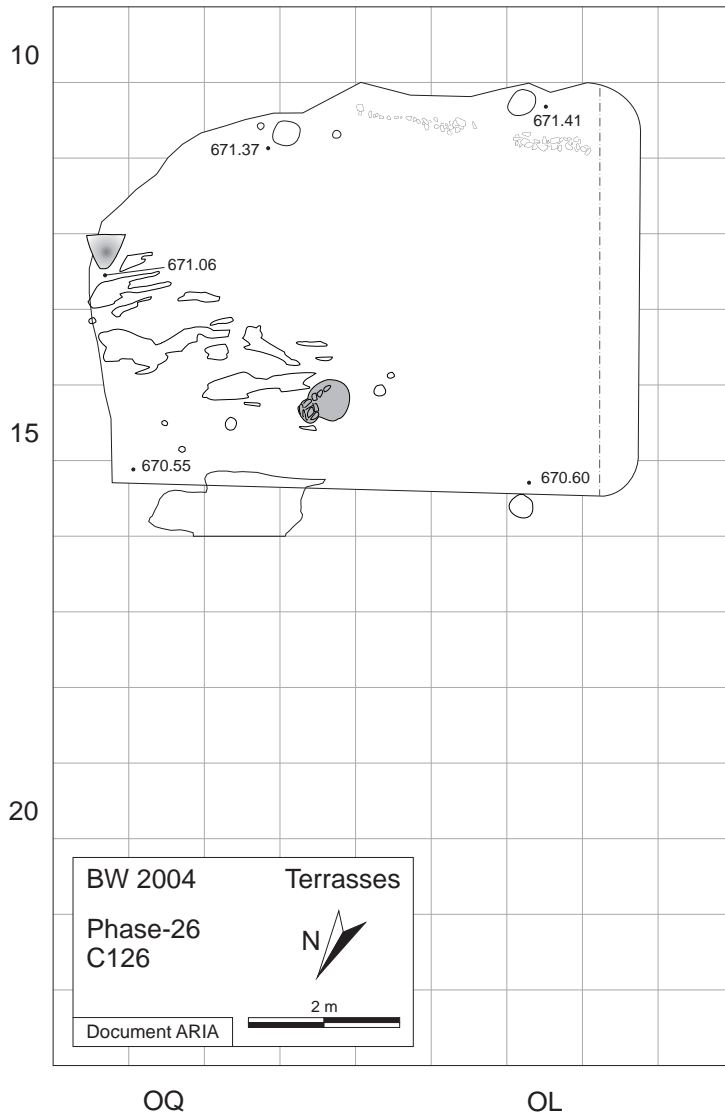 10
671.41
671.37
671.06
15
670.55
670.60
20
BW 2004 Terrasses
Phase-26
C126
N
2 m
Document ARIA
OQ OL